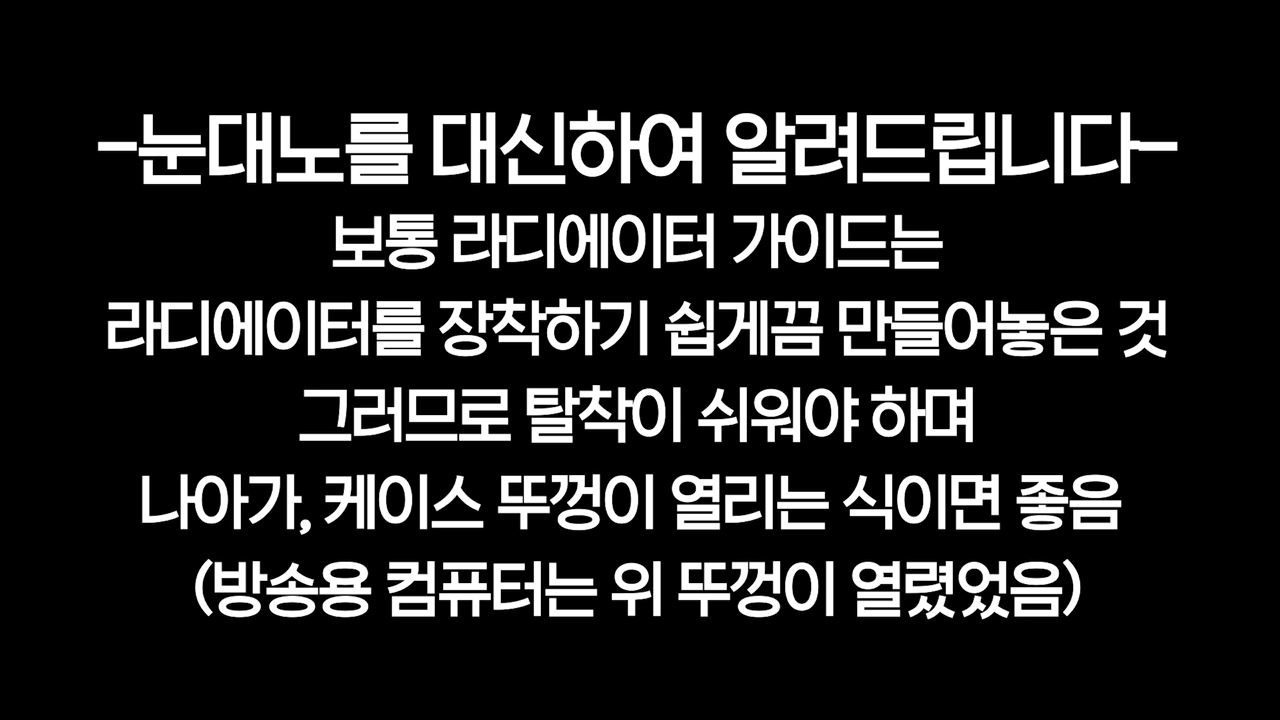 -눈대노를 대신하여 알려드립니다-
보통 라디에이터 가이드는
라디에이터를 장착하기 쉽게끔 만들어놓은 것
그러므로 탈착이 쉬워야 하며
나아가, 케이스 뚜껑이 열리는 식이면 좋음
(방송용 컴퓨터는 위 뚜껑이 열렸었음)